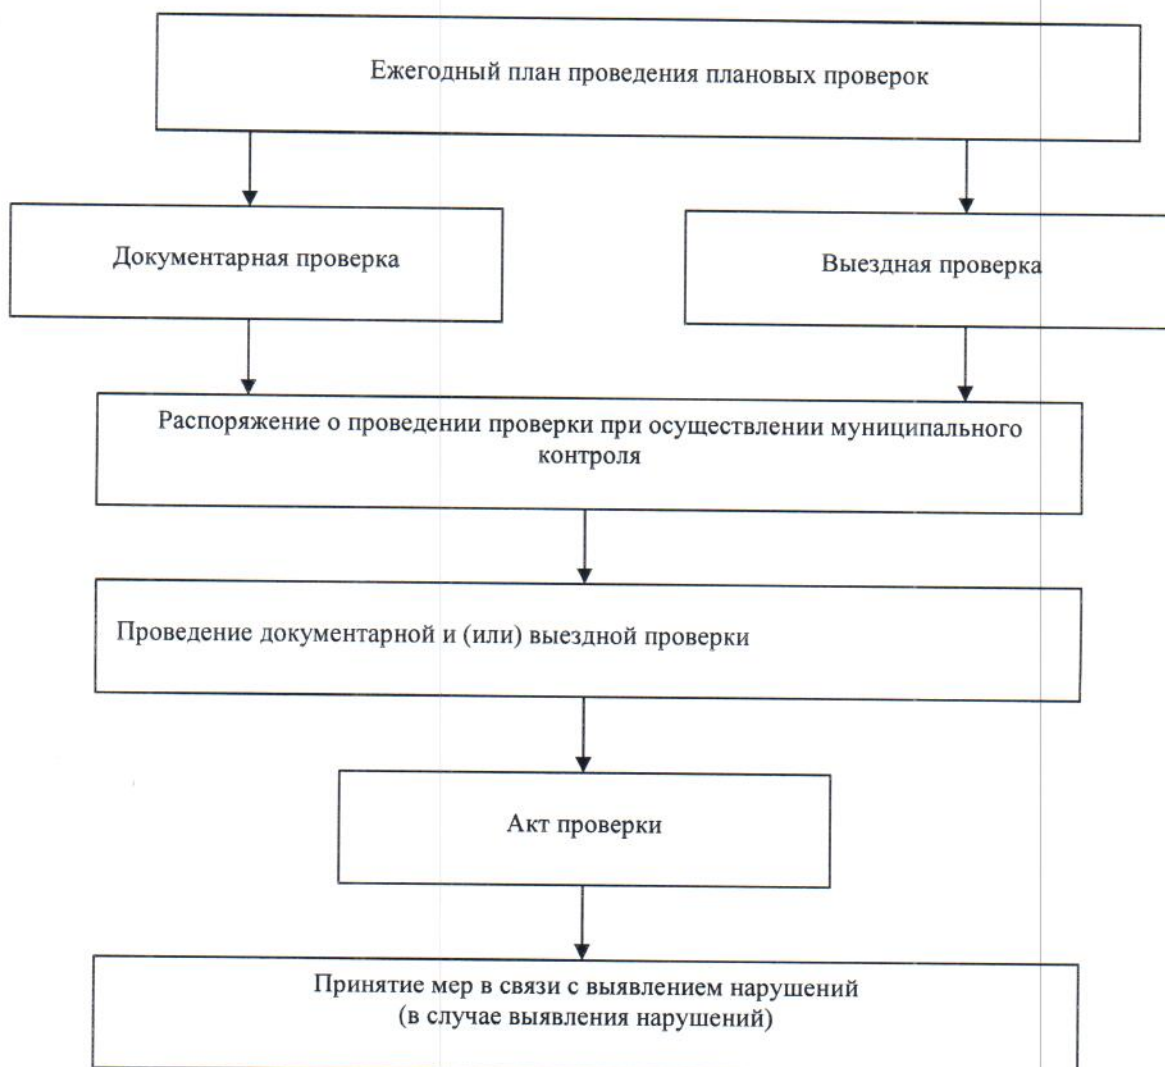 Ежегодный план проведения плановых проверок
Документарная проверка
Выездная проверка
Распоряжение о проведении проверки при осуществлении муниципального
контроля
Проведение документарной и (или) выездной проверки
Акт проверки
Принятие мер в связи с выявлением нарушений
(в случае выявления нарушений)